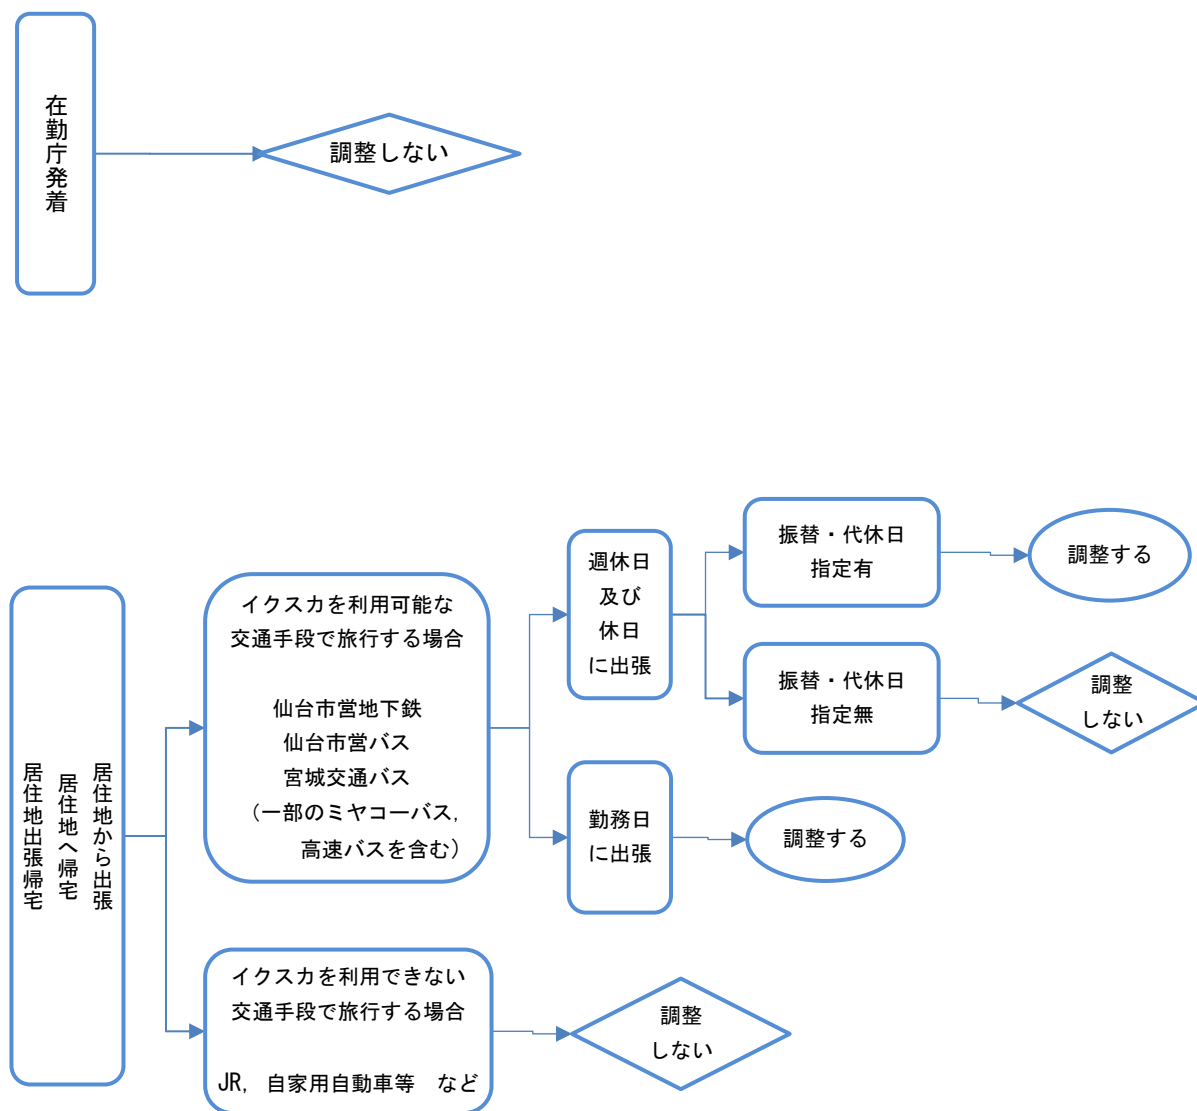 在勤庁発着
調整しない
居住地から出張
居住地へ帰宅
居住地出張帰宅
イクスカを利用可能な
交通手段で旅行する場合
仙台市営地下鉄
仙台市営バス
宮城交通バス
（一部のミヤコーバス，
高速バスを含む）
週休日
及び
休日
に出張
振替・代休日
指定有
調整する
振替・代休日
指定無
調整
しない
勤務日
に出張
調整する
イクスカを利用できない
交通手段で旅行する場合
JR，自家用自動車等　など
調整
しない